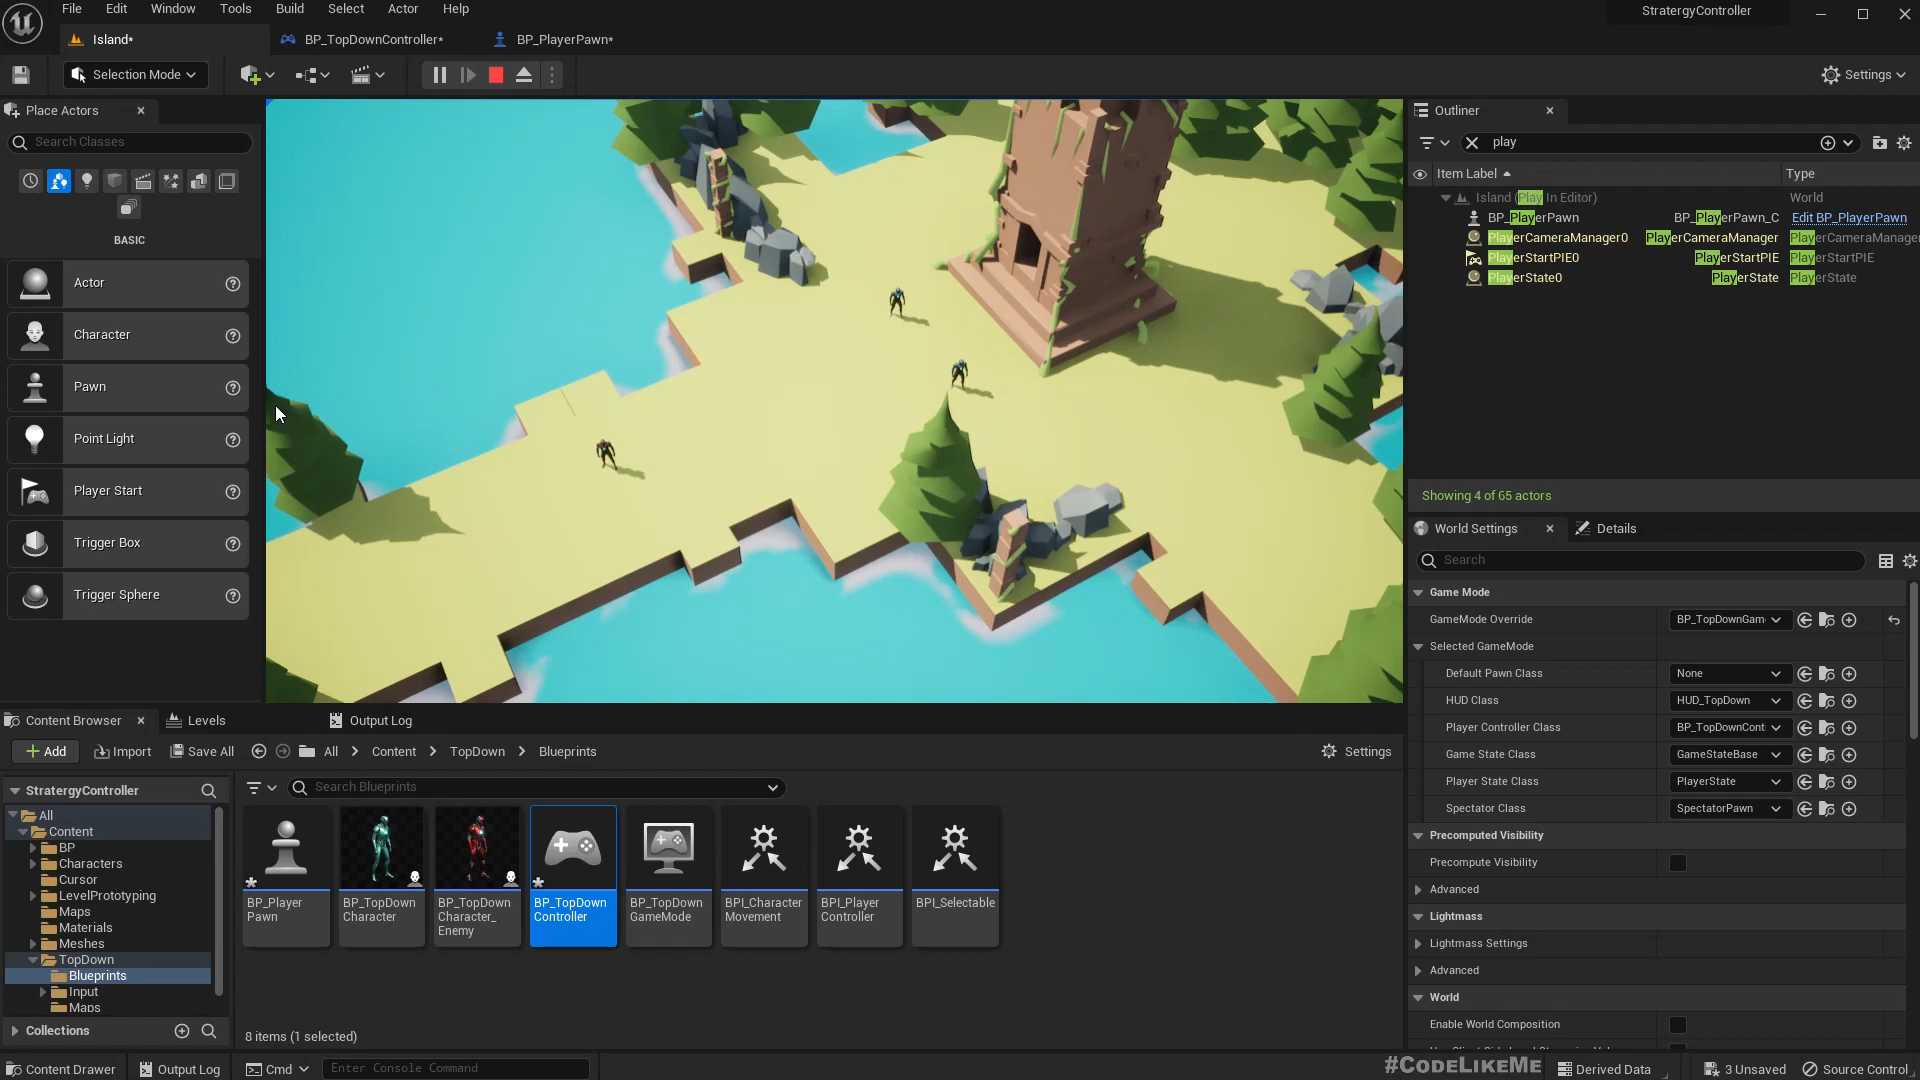 File Edit Window Tools Build Select Actor Help
StratergyController
Island*
BP_TopDownController*
BP_PlayerPawn*
Selection Mode
Settings
Place Actors
Search Classes
BASIC
Actor
Character
Pawn
Point Light
Player Start
Trigger Box
Trigger Sphere
Outliner
play
Item Label
Type
Island (Play In Editor)
World
BP_PlayerPawn
BP_PlayerPawn_C
Edit BP_PlayerPawn
PlayerCameraManager0
PlayerCameraManager
PlayerCameraManage
PlayerStartPIE0
PlayerStartPIE
PlayerStartPIE
PlayerState0
PlayerState
PlayerState
Showing 4 of 65 actors
World Settings
Details
Search
Game Mode
GameMode Override
BP_TopDownGam
Selected GameMode
Default Pawn Class
None
HUD Class
HUD_TopDown
Player Controller Class
BP_TopDownCont
Game State Class
GameStateBase
Player State Class
PlayerState
Spectator Class
SpectatorPawn
Precomputed Visibility
Precompute Visibility
Advanced
Lightmass
Lightmass Settings
Advanced
World
Enable World Composition
Content Browser
Levels
Output Log
Add
Import
Save All
All
Content
TopDown
Blueprints
Settings
StratergyController
All
Content
BP
Characters
Cursor
LevelPrototyping
Maps
Materials
Meshes
TopDown
Blueprints
Input
Maps
Collections
Search Blueprints
BP_Player
Pawn
BP_TopDown
Character
BP_TopDown
Character_
Enemy
BP_TopDown
Controller
BP_TopDown
GameMode
BPI_Character
Movement
BPI_Player
Controller
BPI_Selectable
8 items (1 selected)
Content Drawer
Output Log
Cmd
Enter Console Command
#CodeLikeMe
Derived Data
3 Unsaved
Source Control